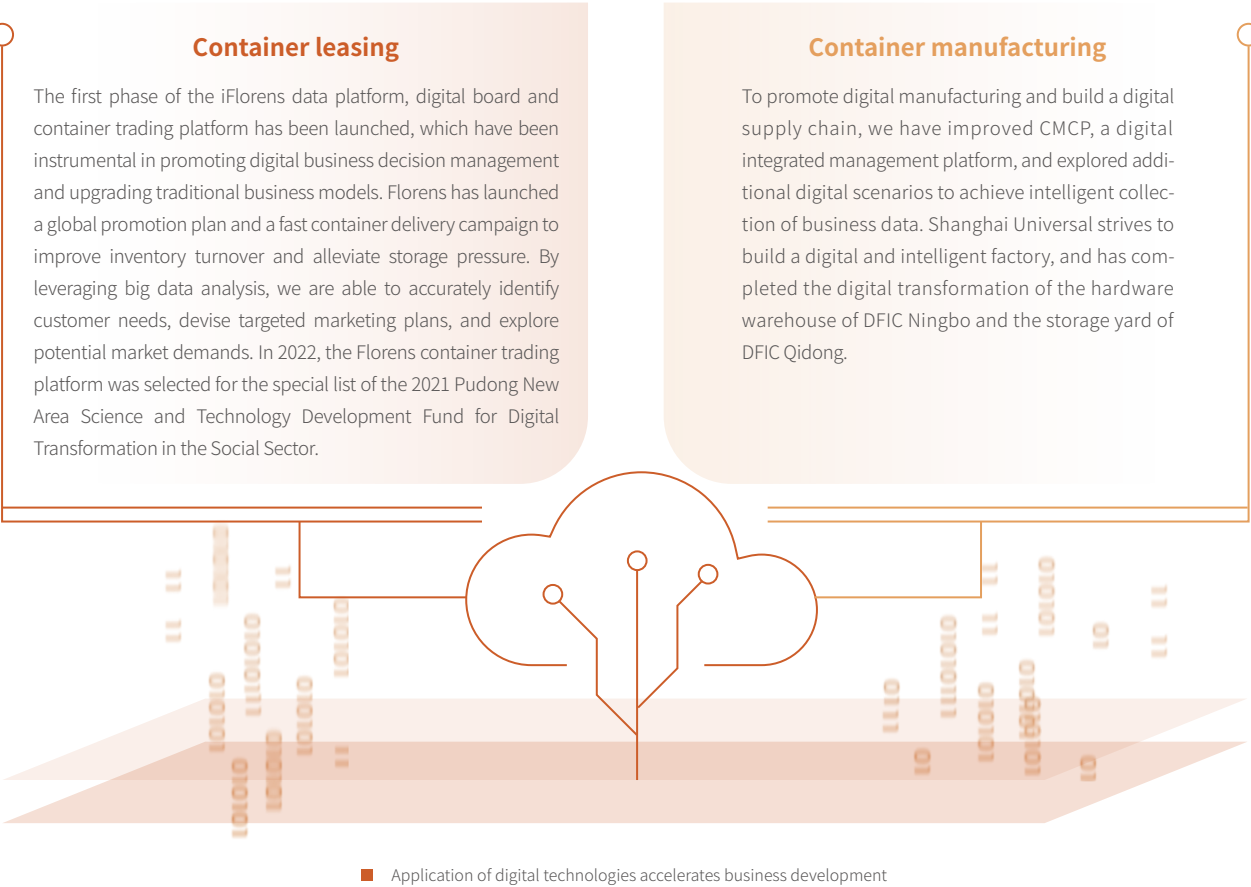 Container leasing
The first phase of the iFlorens data platform, digital board and
container trading platform has been launched, which have been
instrumental in promoting digital business decision management
and upgrading traditional business models. Florens has launched
a global promotion plan and a fast container delivery campaign to
improve inventory turnover and alleviate storage pressure. By
leveraging big data analysis, we are able to accurately identify
customer needs, devise targeted marketing plans, and explore
potential market demands. In 2022, the Florens container trading
platform was selected for the special list of the 2021 Pudong New
Area Science and Technology Development Fund for Digital
Transformation in the Social Sector.
Container manufacturing
To promote digital manufacturing and build a digital
supply chain, we have improved CMCP, a digital
integrated management platform, and explored addi-
tional digital scenarios to achieve intelligent collec-
tion of business data. Shanghai Universal strives to
build a digital and intelligent factory, and has com-
pleted the digital transformation of the hardware
warehouse of DFIC Ningbo and the storage yard of
DFIC Qidong.
Application of digital technologies accelerates business development